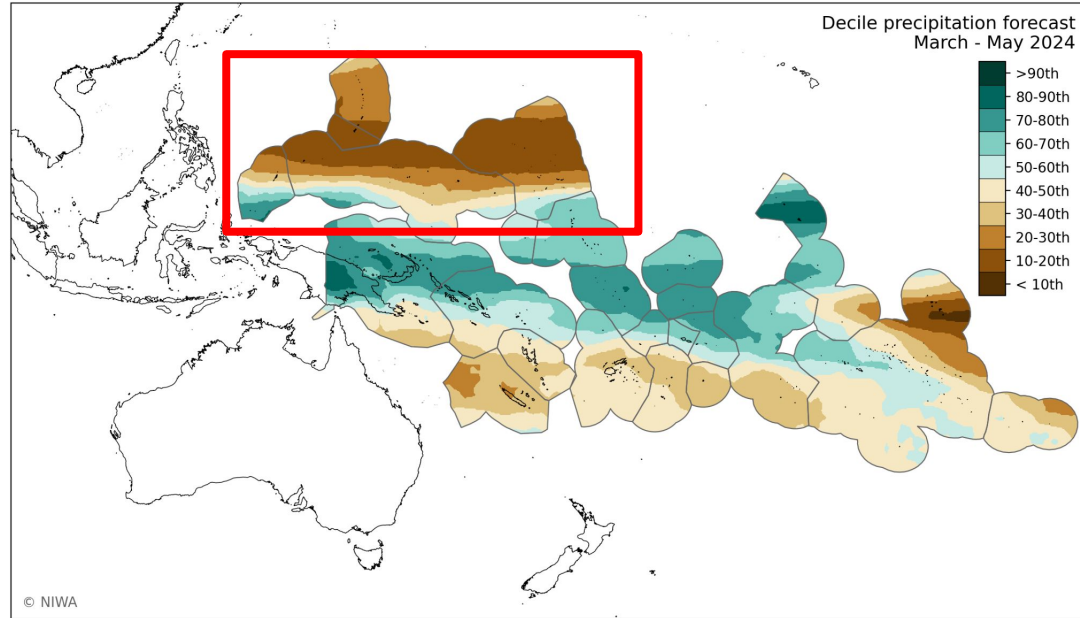 Decile precipitation forecast
March - May 2024
>90th
80-90th
70-80th
60-70th
50-60th
40-50th
30-40th
20-30th
10-20th
< 10th
© NIWA